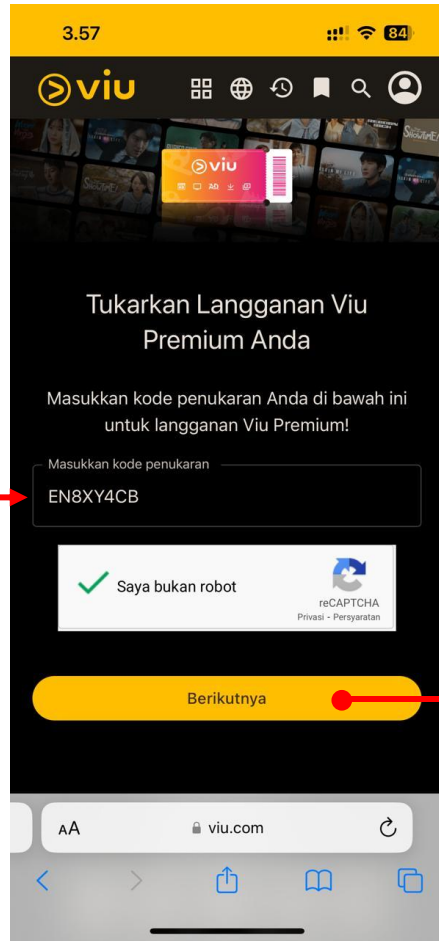 3.57
84
viu
viu
Tukarkan Langganan Viu
Premium Anda
Masukkan kode penukaran Anda di bawah ini
untuk langganan Viu Premium!
Masukkan kode penukaran
EN8XY4CB
Saya bukan robot
reCAPTCHA
Privasi - Persyaratan
Berikutnya
AA
viu.com